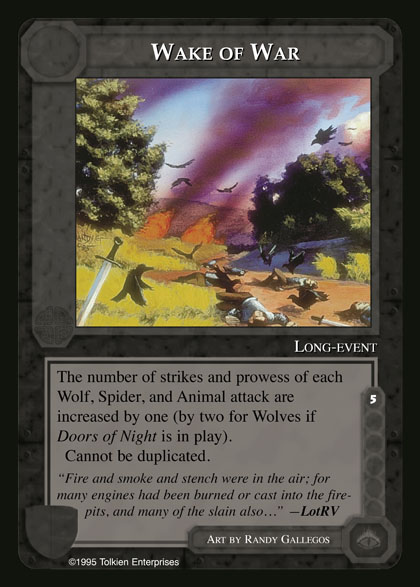 WAKE OF WAR
LONG-EVENT
The number of strikes and prowess of each
Wolf, Spider, and Animal attack are
increased by one (by two for Wolves if
Doors of Night is in play).
Cannot be duplicated.
5
“Fire and smoke and stench were in the air; for
many engines had been burned or cast into the fire-
pits, and many of the slain also…” —LotRV
ART BY RANDY GALLEGOS
©1995 Tolkien Enterprises